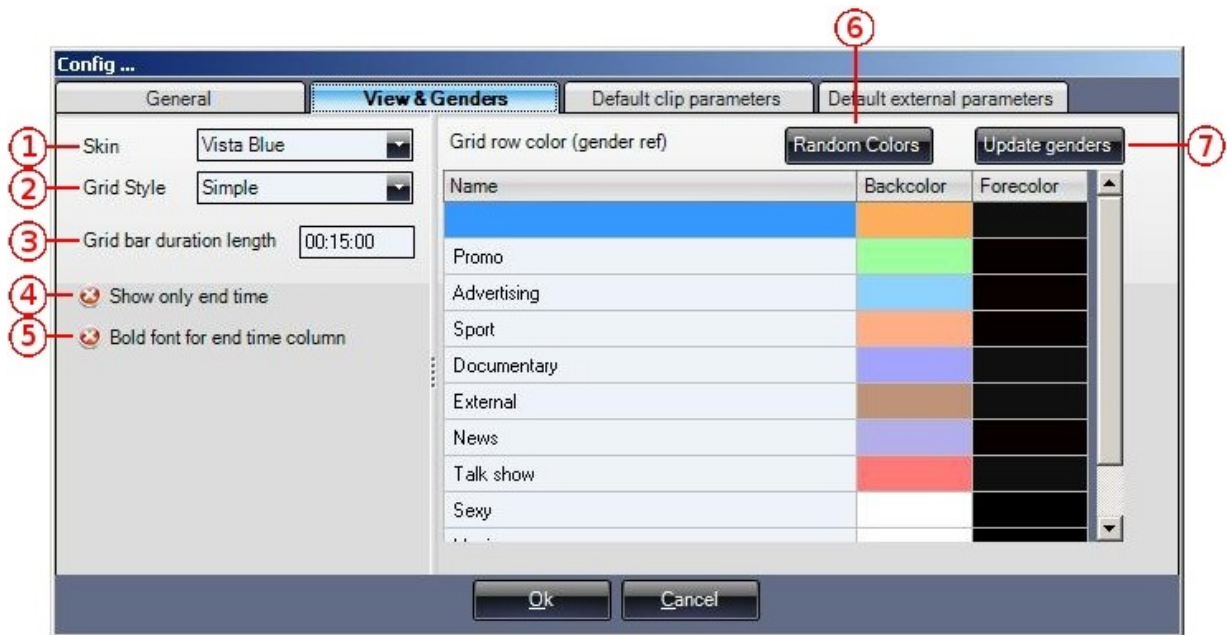 6
Config ...
General View & Genders Default clip parameters Default external parameters
1 Skin Vista Blue Grid row color (gender ref) Random Colors Update genders 7
2 Grid Style Simple Name Backcolor Forecolor
3 Grid bar duration length 00:15:00
Promo
4 Show only end time Advertising
5 Bold font for end time column Sport
Documentary
External
News
Talk show
Sexy
Ok Cancel